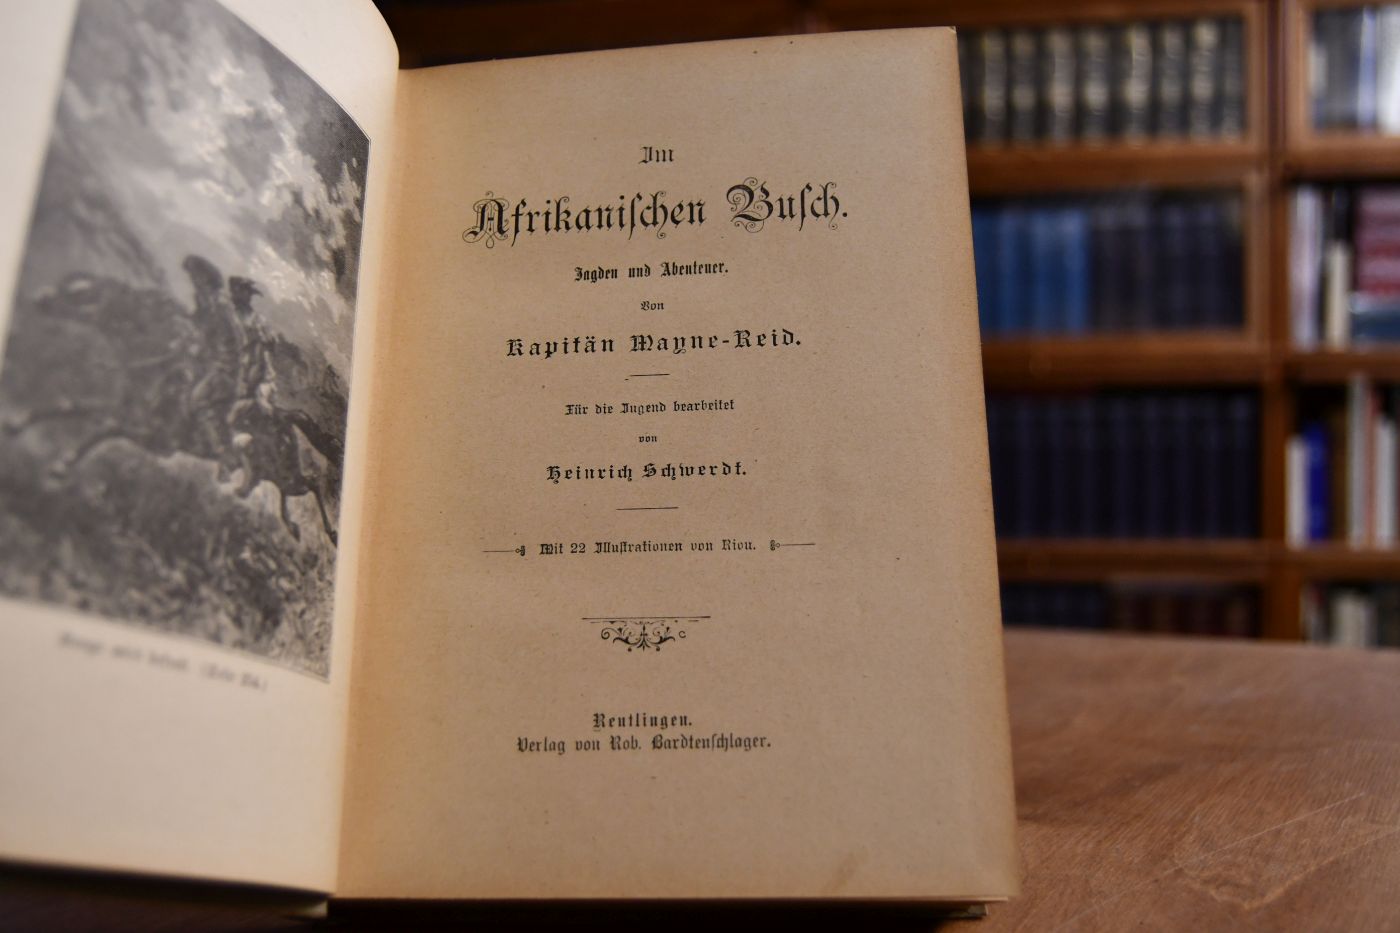 Im
Afrikaniſchen Buſch.
Jagden und Abenteuer.
Von
Kapitän Mayne-Reid.
Für die Jugend bearbeitet
von
Heinrich Schwerdt.
Mit 22 Illuſtrationen von Riou.
Reutlingen.
Verlag von Rob. Bardtenſchlager.